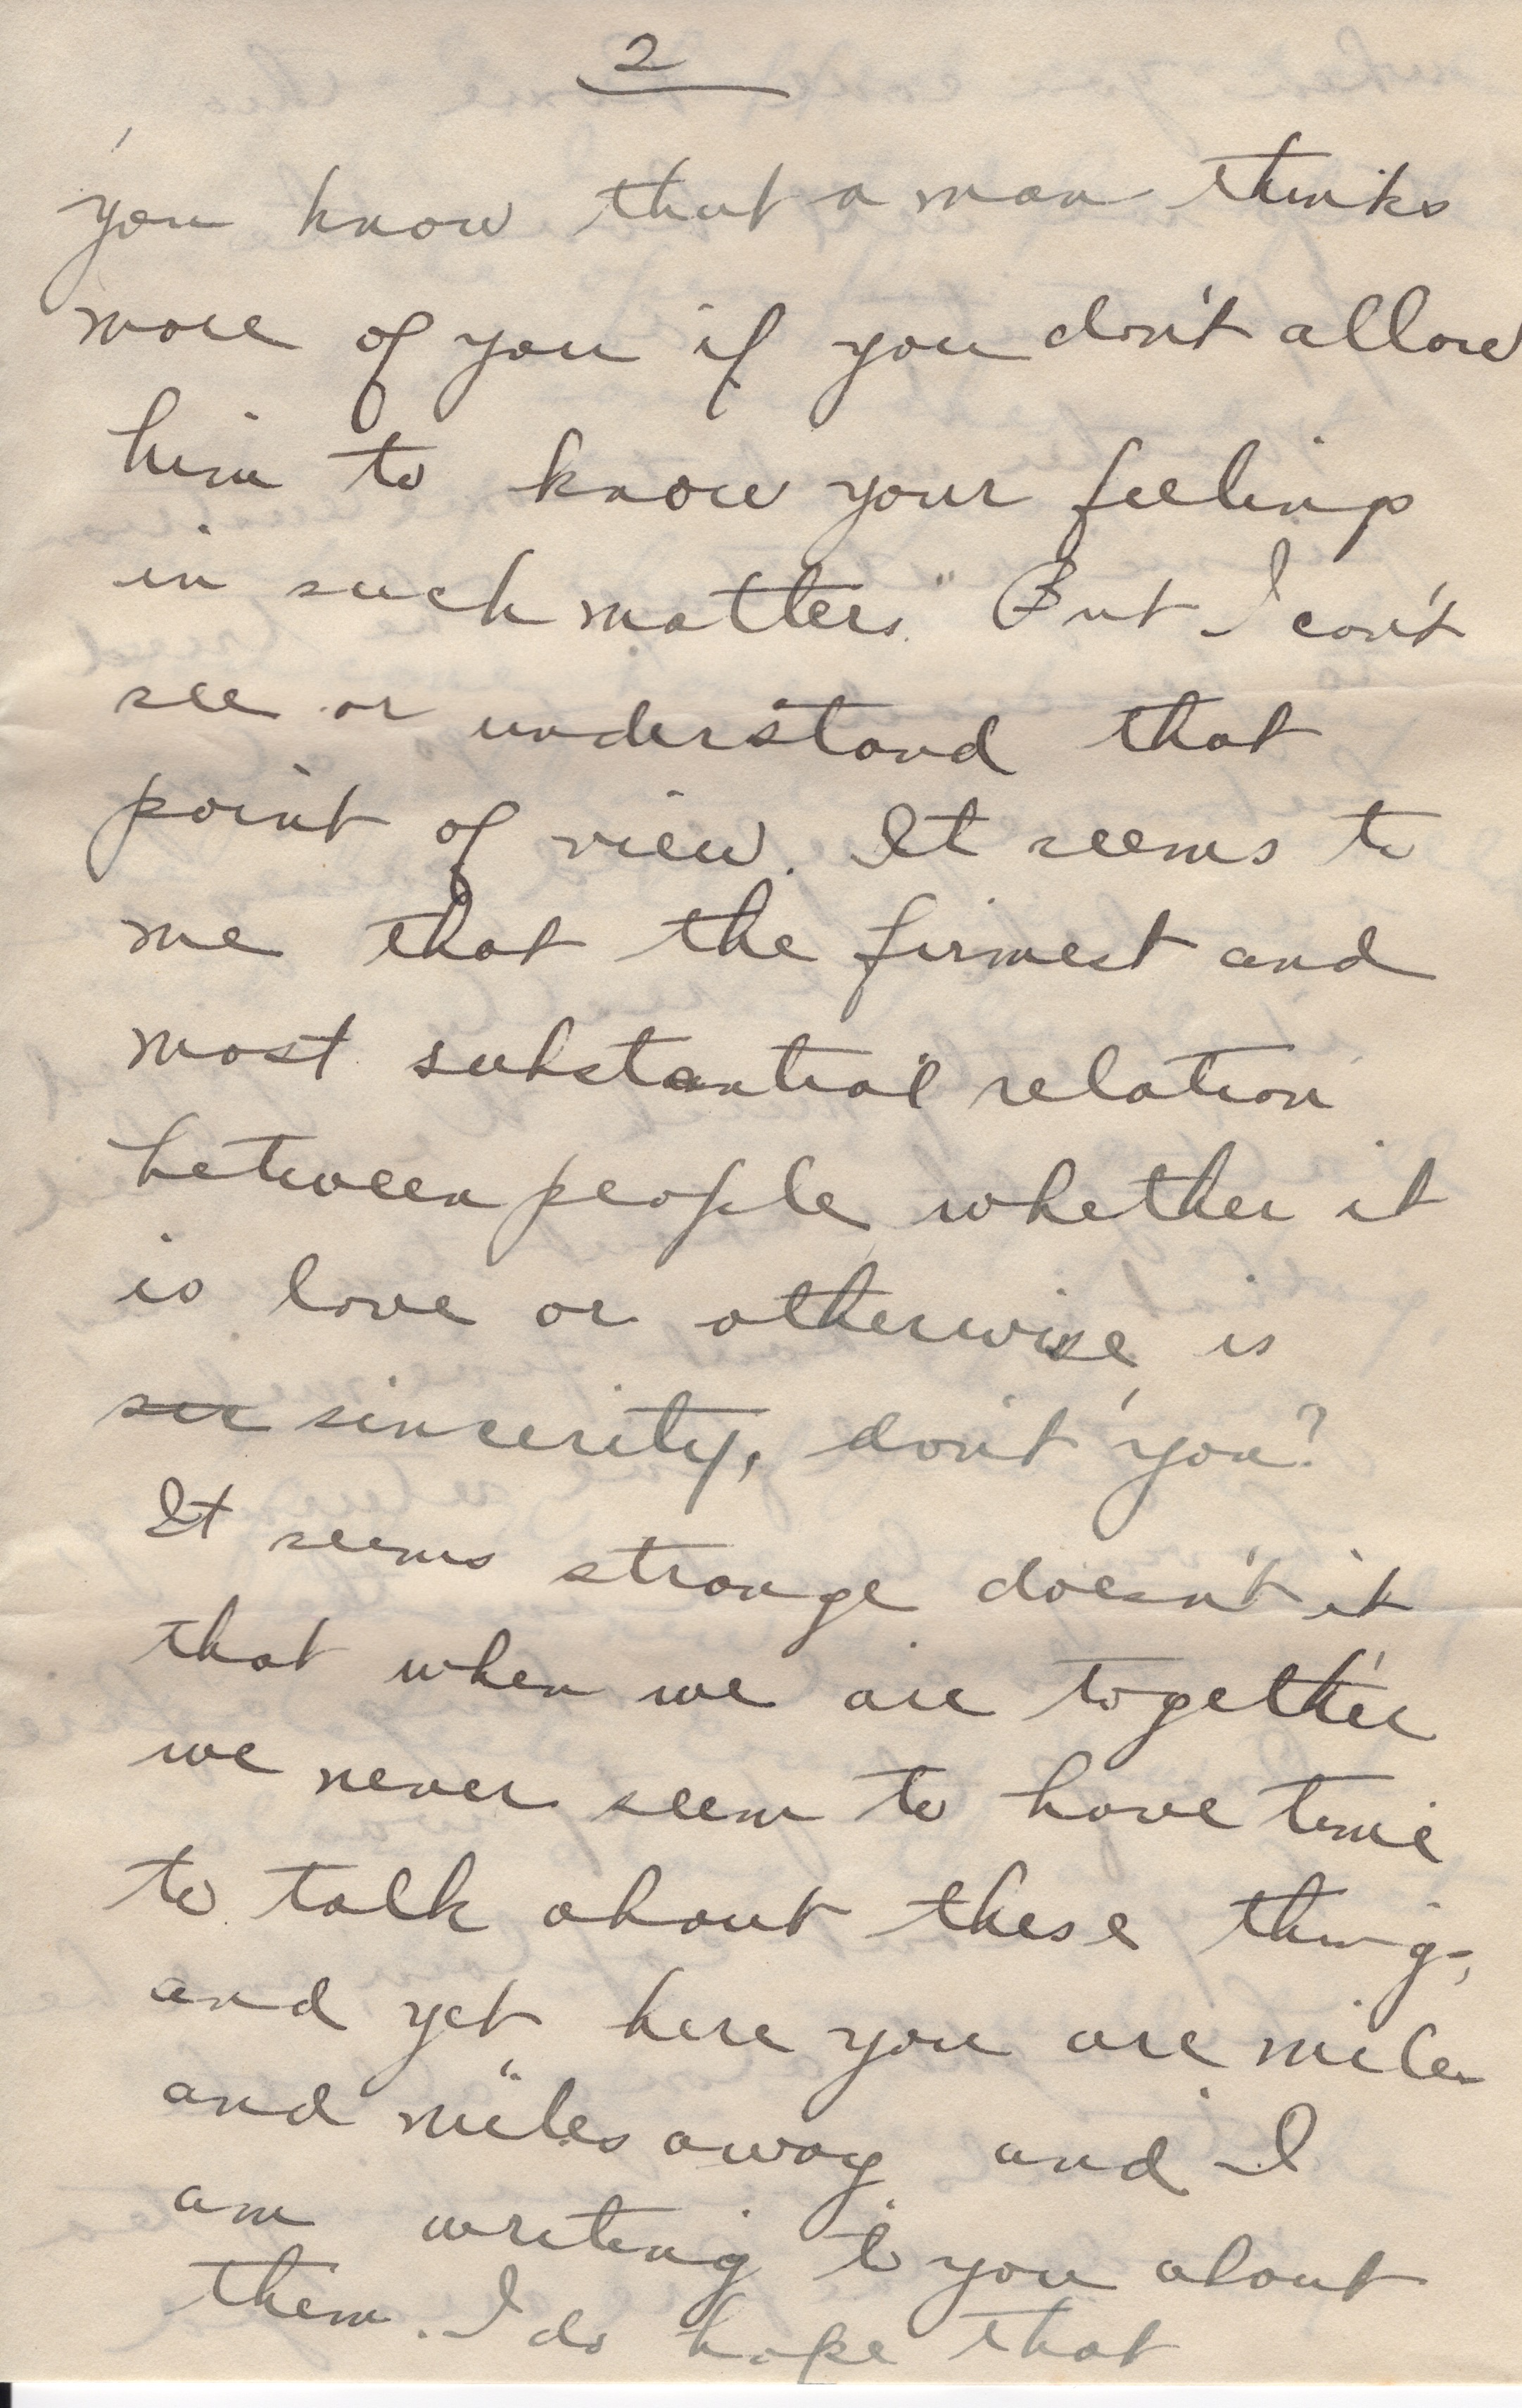 2
you know that a man thinks
more of you if you don't allow
him to know your feelings
in such matters." But I can't
see or understand that
point of view. It seems to
me that the firmest and
most substantial relation
between people whether it
is love or otherwise, is
sincerity, don't you?
It seems strange doesn't it
that when we are together
we never seem to have time
to talk about these things,
and yet here you are miles
and miles away and I
am writing to you about
them. I do hope that